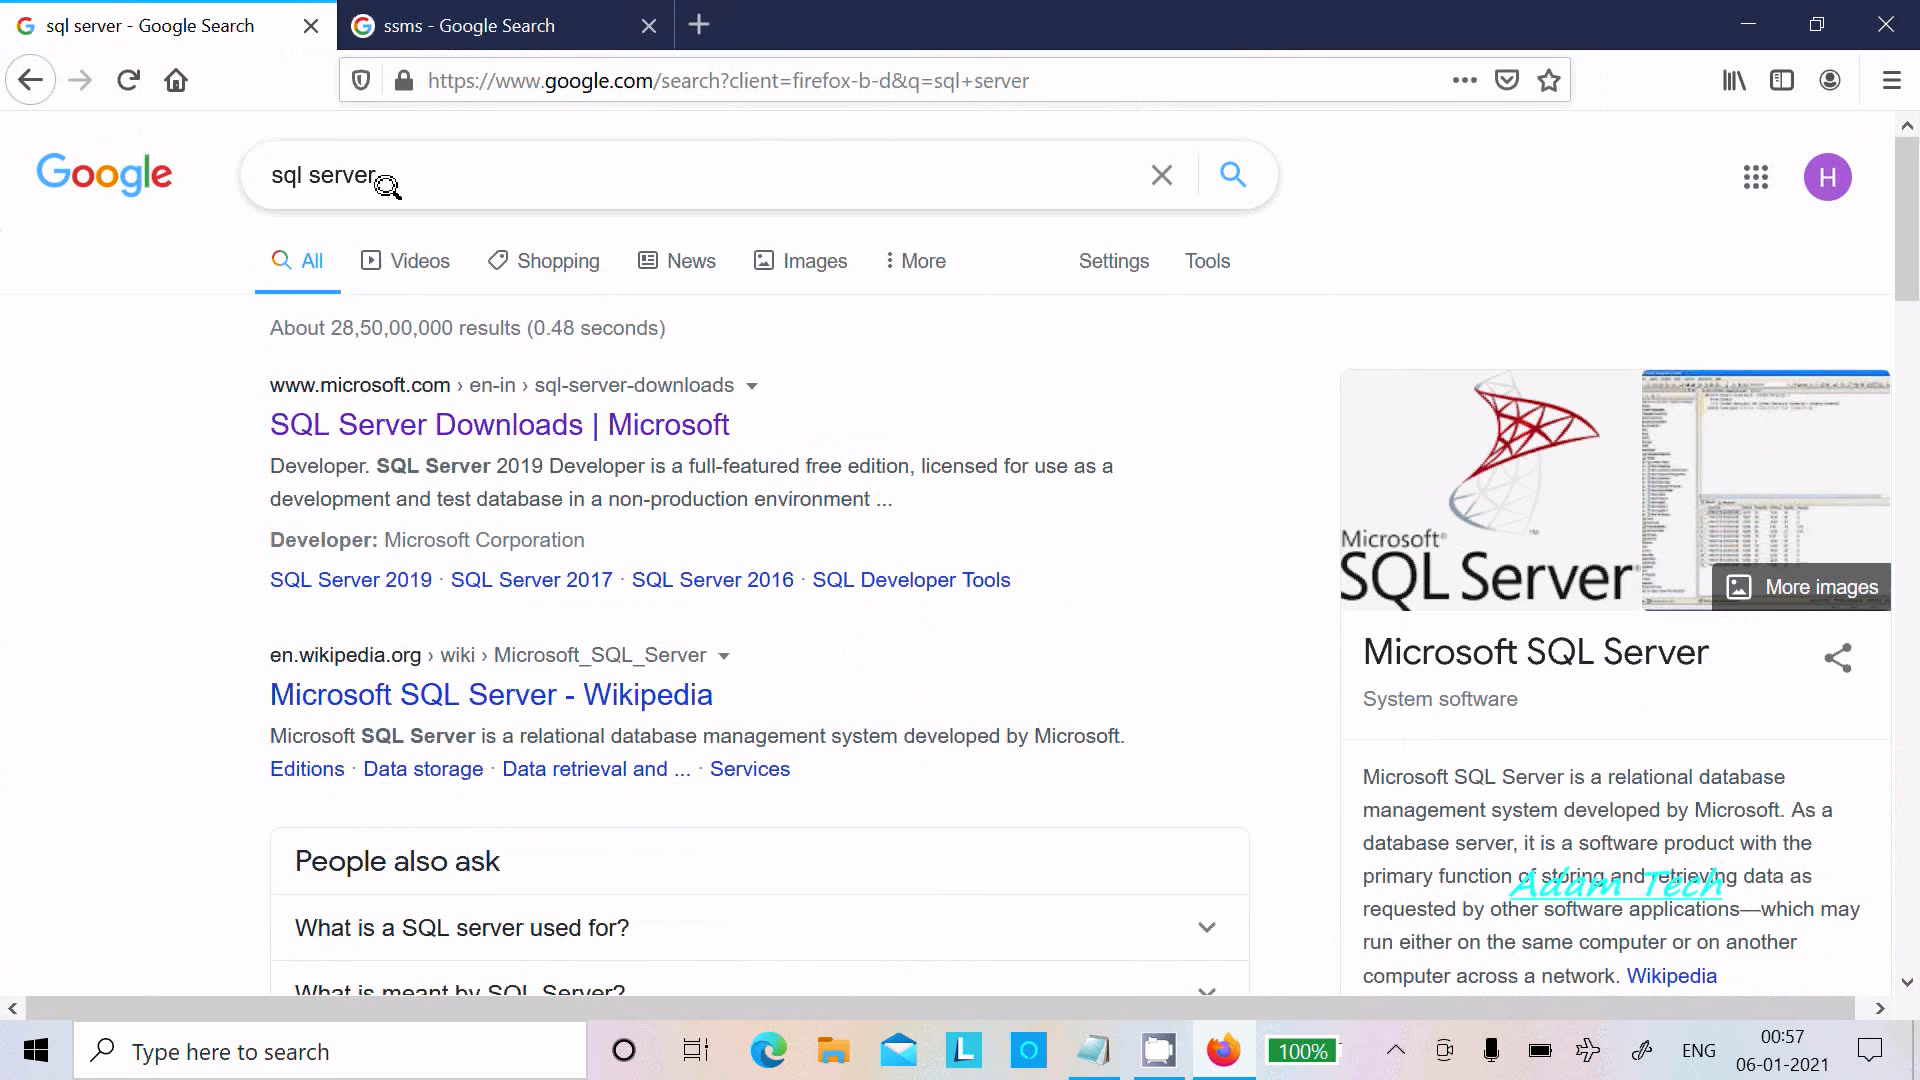 sql server - Google Search
ssms - Google Search
https://www.google.com/search?client=firefox-b-d&q=sql+server
Google
sql server
H
All
Videos
Shopping
News
Images
More
Settings
Tools
About 28,50,00,000 results (0.48 seconds)
www.microsoft.com › en-in › sql-server-downloads
SQL Server Downloads | Microsoft
Developer. SQL Server 2019 Developer is a full-featured free edition, licensed for use as a
development and test database in a non-production environment ...
Developer: Microsoft Corporation
SQL Server 2019 · SQL Server 2017 · SQL Server 2016 · SQL Developer Tools
en.wikipedia.org › wiki › Microsoft_SQL_Server
Microsoft SQL Server - Wikipedia
Microsoft SQL Server is a relational database management system developed by Microsoft.
Editions · Data storage · Data retrieval and ... · Services
People also ask
What is a SQL server used for?
What is meant by SQL Server?
Microsoft®
SQL Server
More images
Microsoft SQL Server
System software
Microsoft SQL Server is a relational database
management system developed by Microsoft. As a
database server, it is a software product with the
primary function of storing and retrieving data as
requested by other software applications—which may
run either on the same computer or on another
computer across a network. Wikipedia
Adam Tech
Type here to search
L
100%
ENG
00:57
06-01-2021